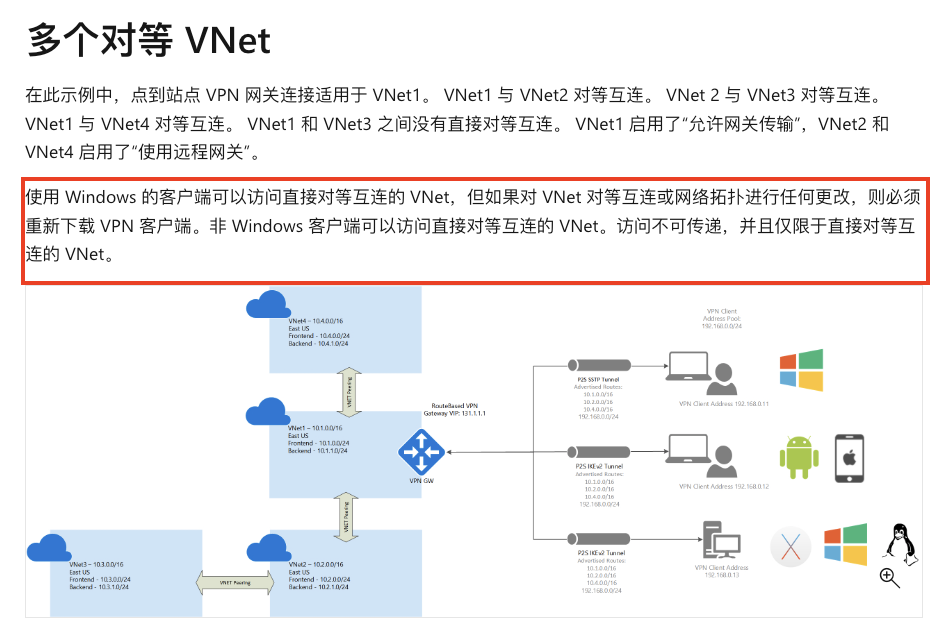 多个对等 VNet
在此示例中，点到站点 VPN 网关连接适用于 VNet1。 VNet1 与 VNet2 对等互连。 VNet 2 与 VNet3 对等互连。
VNet1 与 VNet4 对等互连。 VNet1 和 VNet3 之间没有直接对等互连。 VNet1 启用了“允许网关传输”，VNet2 和
VNet4 启用了“使用远程网关”。
使用 Windows 的客户端可以访问直接对等互连的 VNet，但如果对 VNet 对等互连或网络拓扑进行任何更改，则必须
重新下载 VPN 客户端。非 Windows 客户端可以访问直接对等互连的 VNet。访问不可传递，并且仅限于直接对等互
连的 VNet。
VNet4 – 10.4.0.0/16
East US
Frontend - 10.4.0.0/24
Backend - 10.4.1.0/24
VNET Peering
VNet1 – 10.1.0.0/16
East US
Frontend - 10.1.0.0/24
Backend - 10.1.1.0/24
RouteBased VPN
Gateway VIP: 131.1.1.1
VPN GW
VNET Peering
VNet3 – 10.3.0.0/16
East US
Frontend - 10.3.0.0/24
Backend - 10.3.1.0/24
VNET Peering
VNet2 – 10.2.0.0/16
East US
Frontend - 10.2.0.0/24
Backend - 10.2.1.0/24
VPN Client
Address Pool:
192.168.0.0/24
P2S SSTP Tunnel
Advertised Routes:
10.1.0.0/16
10.2.0.0/16
10.4.0.0/16
192.168.0.0/24
VPN Client Address 192.168.0.11
P2S IKEv2 Tunnel
Advertised Routes:
10.1.0.0/16
10.2.0.0/16
10.4.0.0/16
192.168.0.0/24
VPN Client Address 192.168.0.12
P2S IKEv2 Tunnel
Advertised Routes:
10.1.0.0/16
10.2.0.0/16
10.4.0.0/16
192.168.0.0/24
VPN Client Address
192.168.0.13